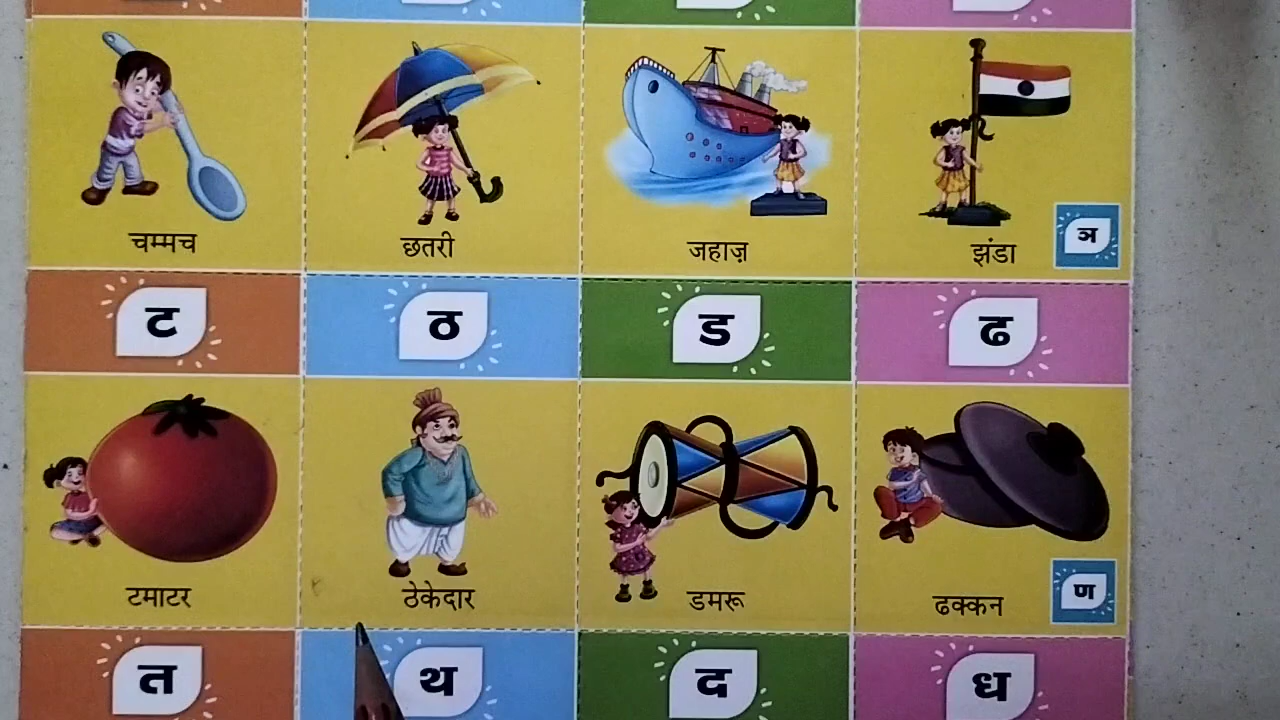 चम्मच
छतरी
जहाज़
झंडा
ञ
ट
ठ
ड
ढ
टमाटर
ठेकेदार
डमरू
ढक्कन
ण
त
थ
द
ध